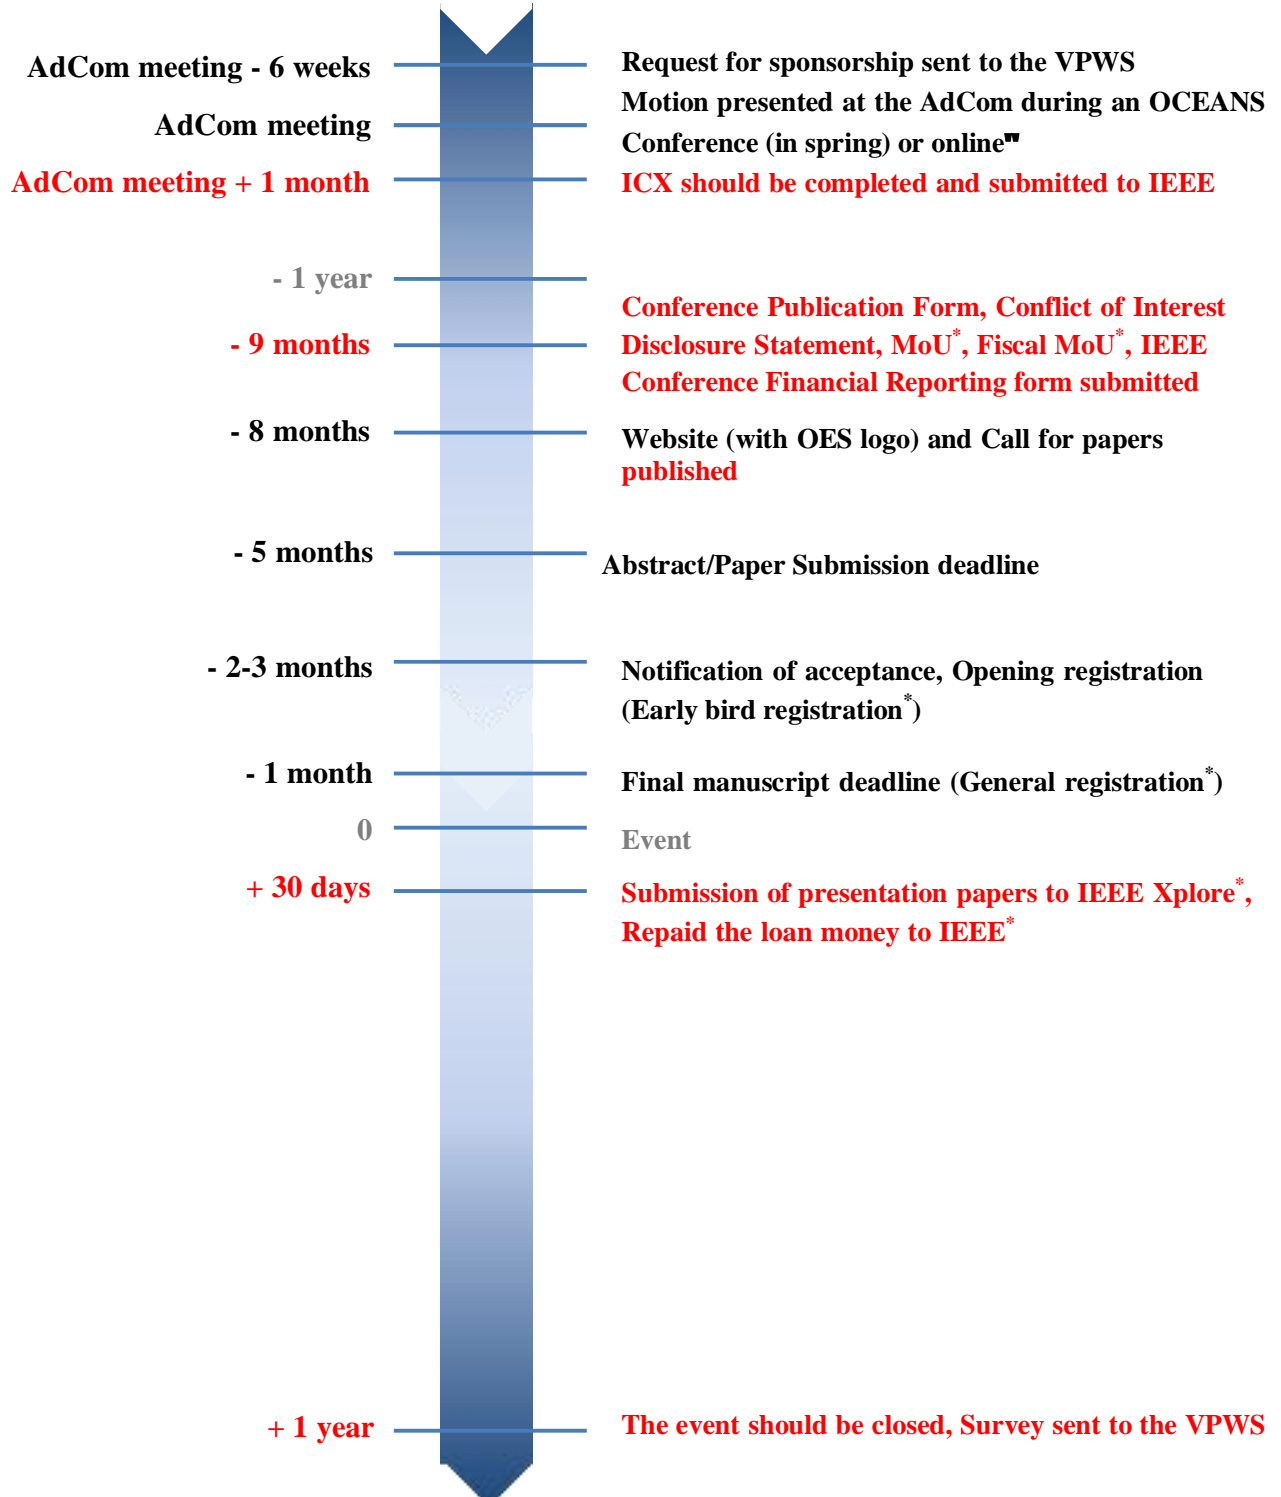 AdCom meeting - 6 weeks
Request for sponsorship sent to the VPWS
AdCom meeting
Motion presented at the AdCom during an OCEANS
Conference (in spring) or online
AdCom meeting + 1 month
ICX should be completed and submitted to IEEE
- 1 year
- 9 months
Conference Publication Form, Conflict of Interest
Disclosure Statement, MoU*, Fiscal MoU*, IEEE
Conference Financial Reporting form submitted
- 8 months
Website (with OES logo) and Call for papers
published
- 5 months
Abstract/Paper Submission deadline
- 2-3 months
Notification of acceptance, Opening registration
(Early bird registration*)
- 1 month
Final manuscript deadline (General registration*)
0
Event
+ 30 days
Submission of presentation papers to IEEE Xplore*,
Repaid the loan money to IEEE*
+ 1 year
The event should be closed, Survey sent to the VPWS